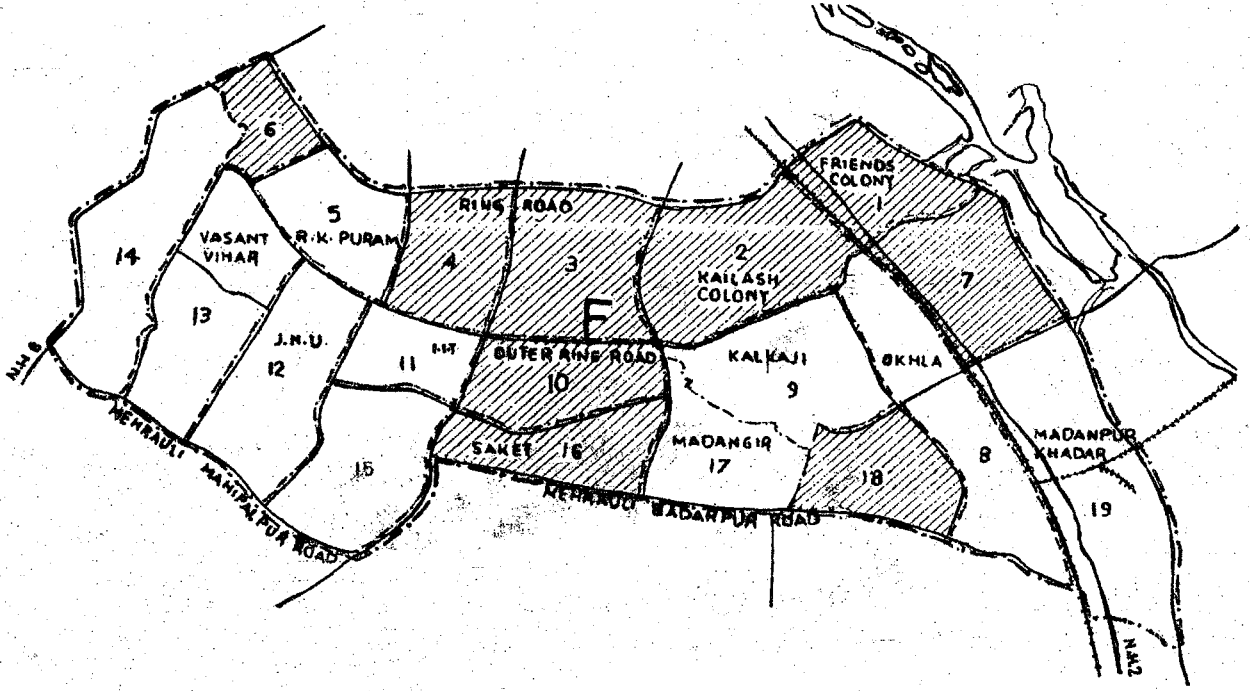 6
FRIENDS
COLONY
1
RING ROAD
5
R.K. PURAM
14
VASANT
VIHAR
4
3
2
KAILASH
COLONY
7
13
F
J.N.U.
12
11
I.I.T
OUTER RING ROAD
10
KALKAJI
9
OKHLA
N.H 8
MEHRAULI MAHIPALPUR ROAD
15
SAKET 16
MADANGIR
17
18
8
MADANPUR
KHADAR
19
MEHRAULI BADARPUR ROAD
N.H.2